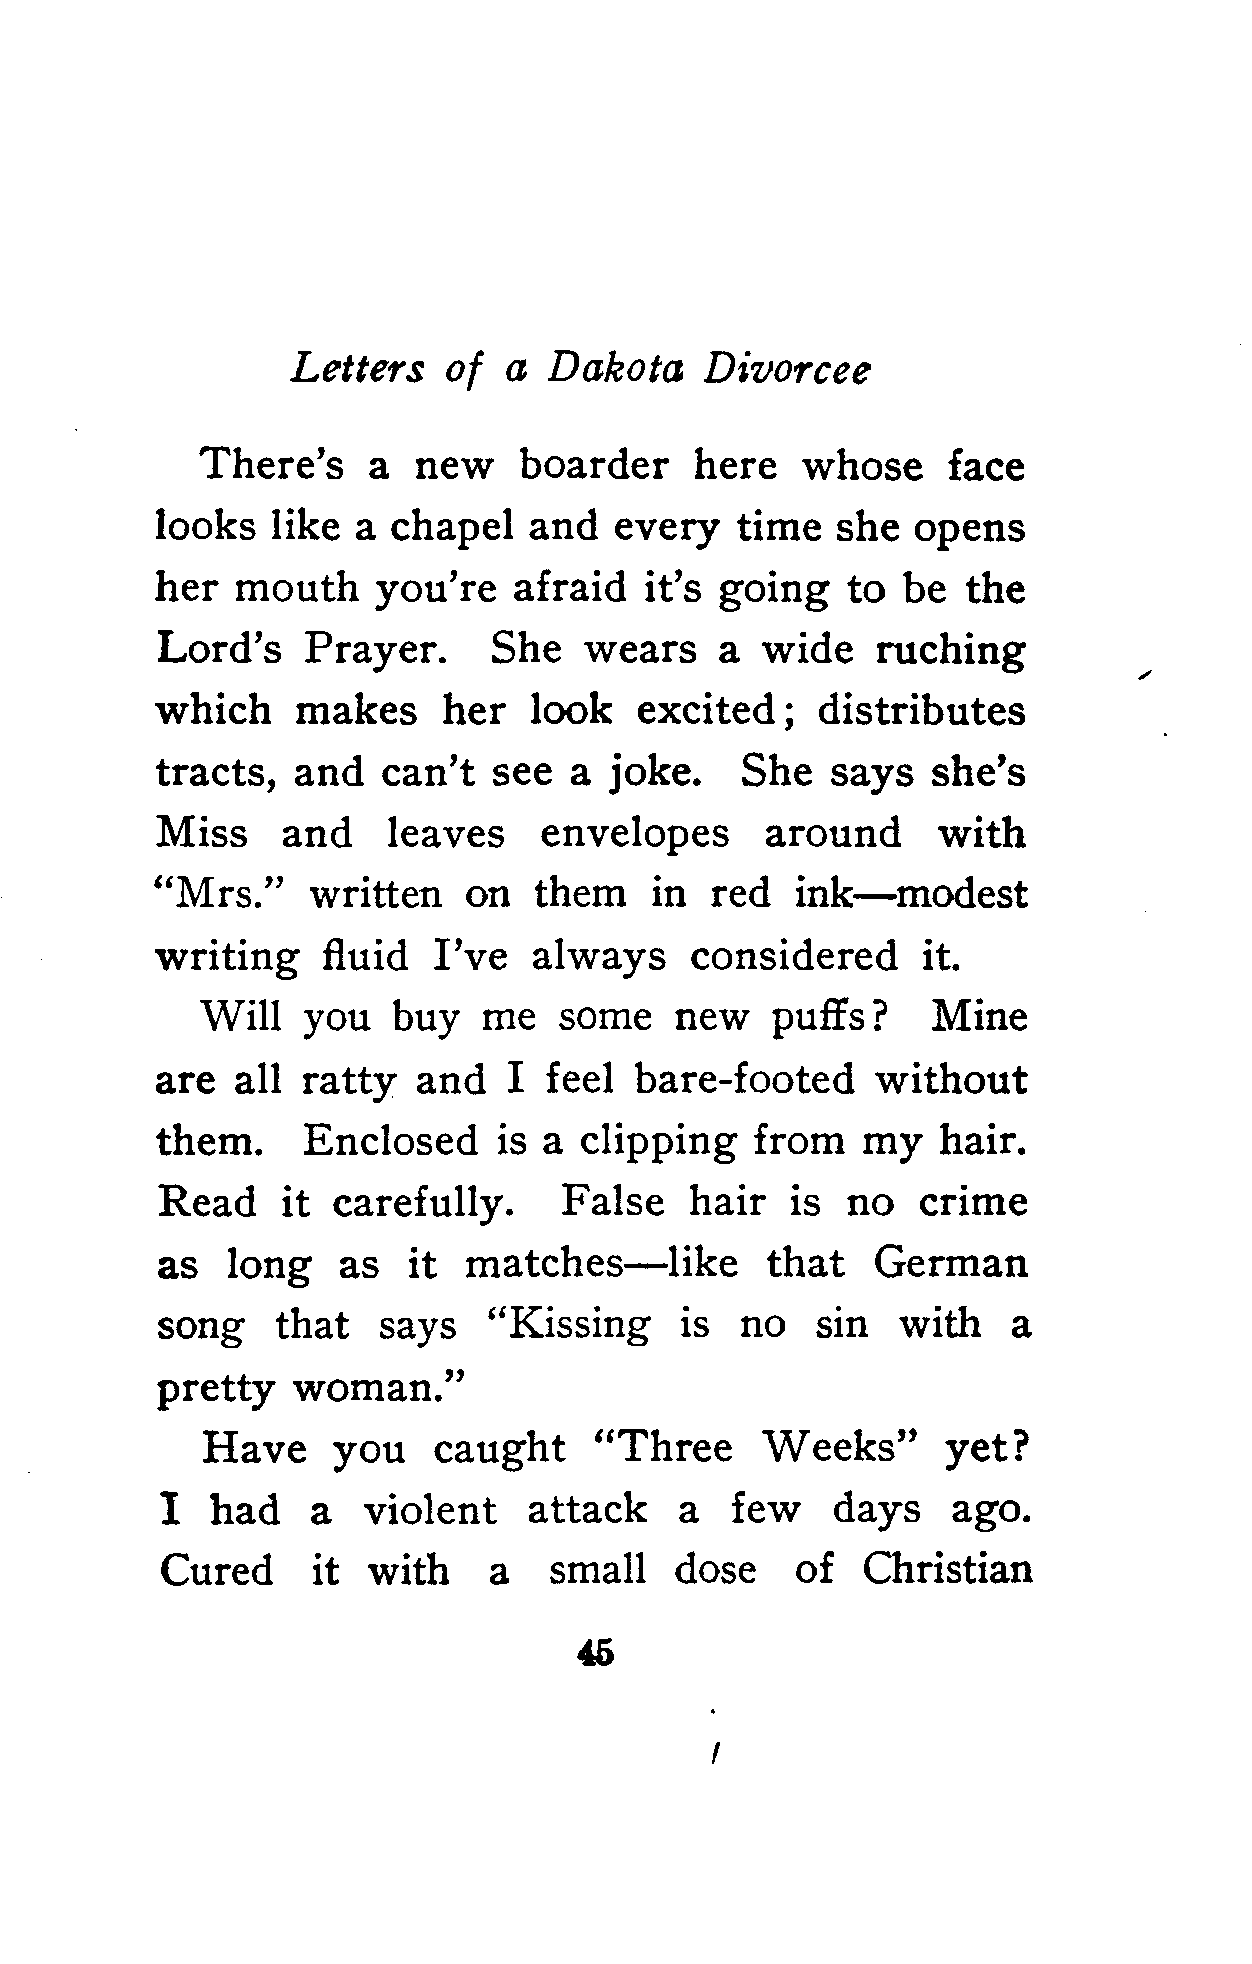 Letters of a Dakota Divorcee
There's a new boarder here whose face
looks like a chapel and every time she opens
her mouth you're afraid it's going to be the
Lord's Prayer. She wears a wide ruching
which makes her look excited; distributes
tracts, and can't see a joke. She says she's
Miss and leaves envelopes around with
"Mrs." written on them in red ink—modest
writing fluid I've always considered it.
Will you buy me some new puffs? Mine
are all ratty and I feel bare-footed without
them. Enclosed is a clipping from my hair.
Read it carefully. False hair is no crime
as long as it matches—like that German
song that says "Kissing is no sin with a
pretty woman."
Have you caught "Three Weeks" yet?
I had a violent attack a few days ago.
Cured it with a small dose of Christian
45